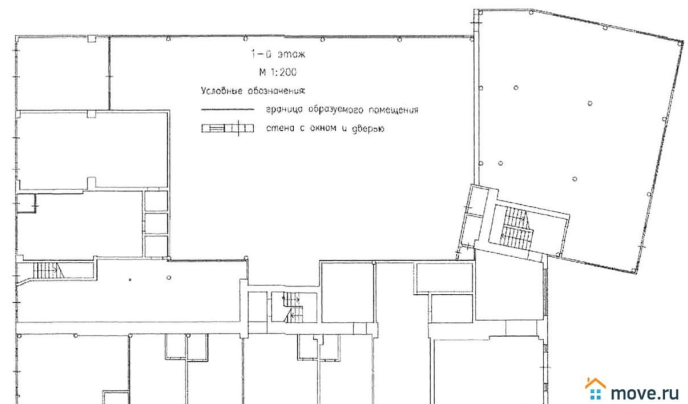 1-й этаж
М 1:200
Условные обозначения:
граница образуемого помещения
стена с окном и дверью
move.ru